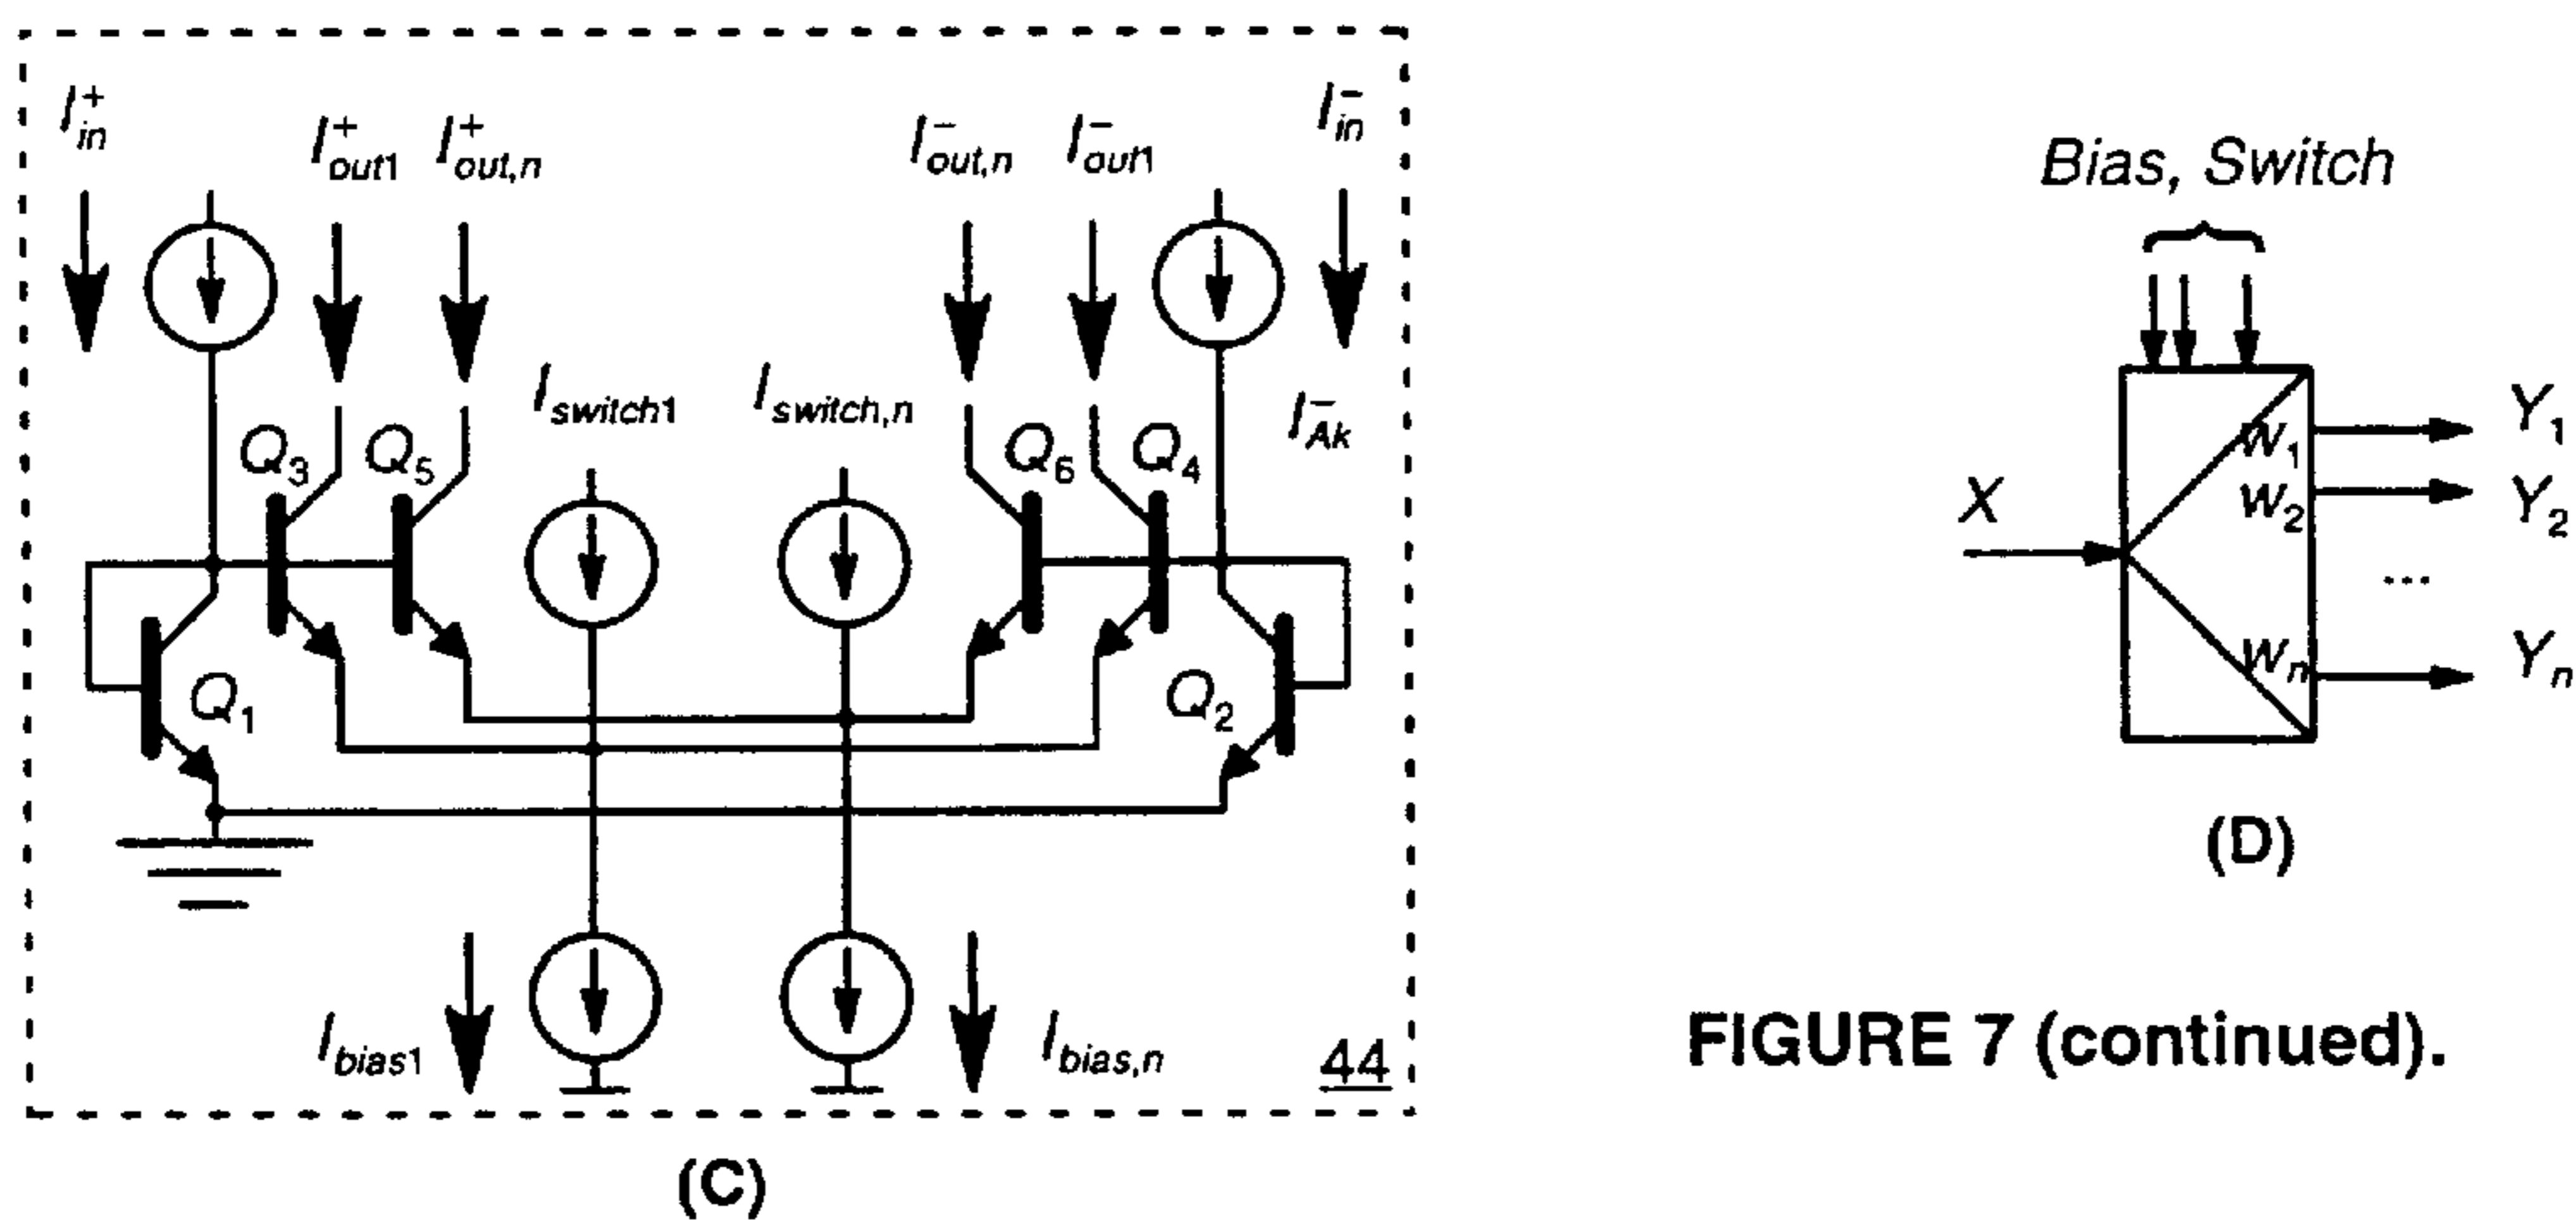 I⁺in
I⁺out1
I⁺out,n
I⁻out,n
I⁻out1
I⁻in
Bias, Switch
Iswitch1
Iswitch,n
I⁻Ak
Q₃
Q₅
Q₆
Q₄
X
W₁
Y₁
W₂
Y₂
...
Wn
Yn
Q₁
Q₂
(D)
Ibias1
Ibias,n
44
FIGURE 7 (continued).
(C)